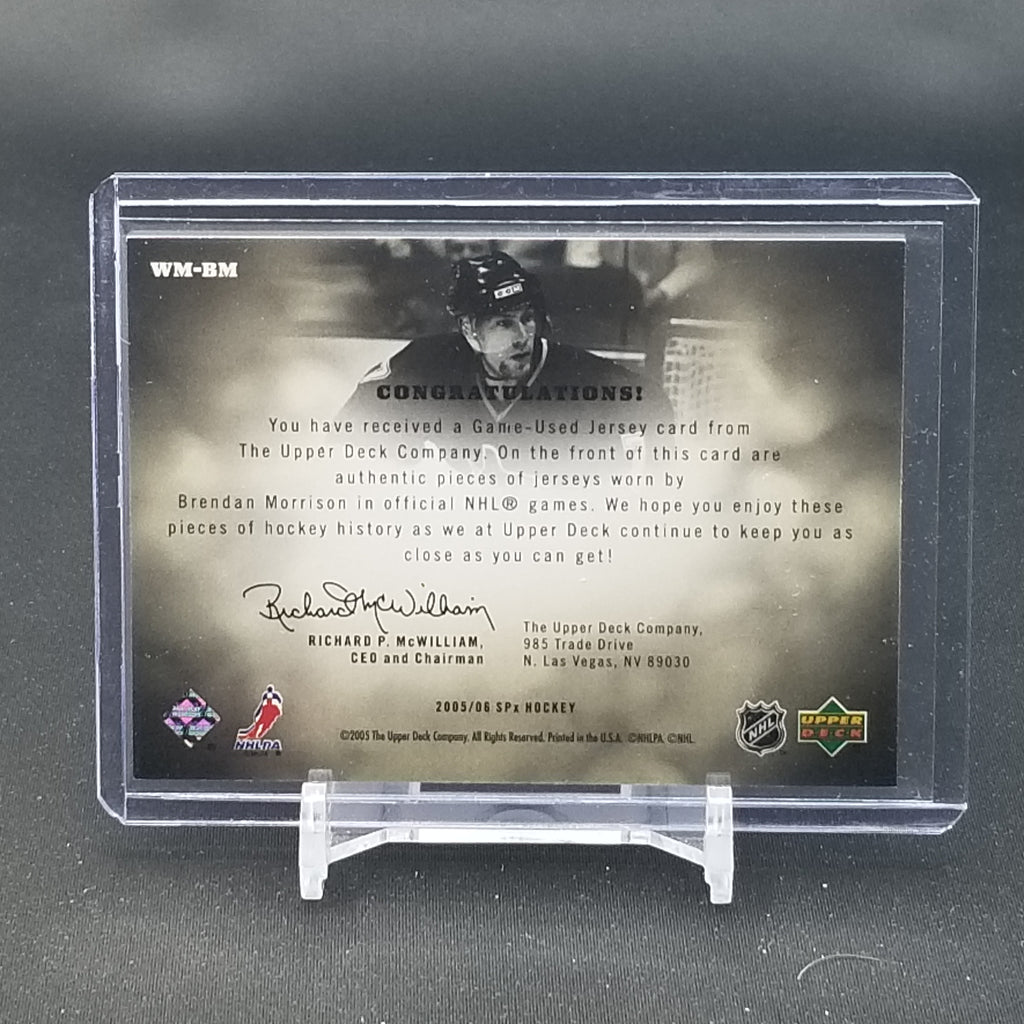 WM-BM
CCM
CONGRATULATIONS!
You have received a Game-Used Jersey card from
The Upper Deck Company. On the front of this card are
authentic pieces of jerseys worn by
Brendan Morrison in official NHL® games. We hope you enjoy these
pieces of hockey history as we at Upper Deck continue to keep you as
close as you can get!
Richard P McWilliam
RICHARD P. McWILLIAM,
CEO and Chairman
The Upper Deck Company,
985 Trade Drive
N. Las Vegas, NV 89030
2005/06 SPx HOCKEY
NHLPA
NHL
UPPER
DECK
©2005 The Upper Deck Company. All Rights Reserved. Printed in the U.S.A. ©NHLPA. ©NHL.